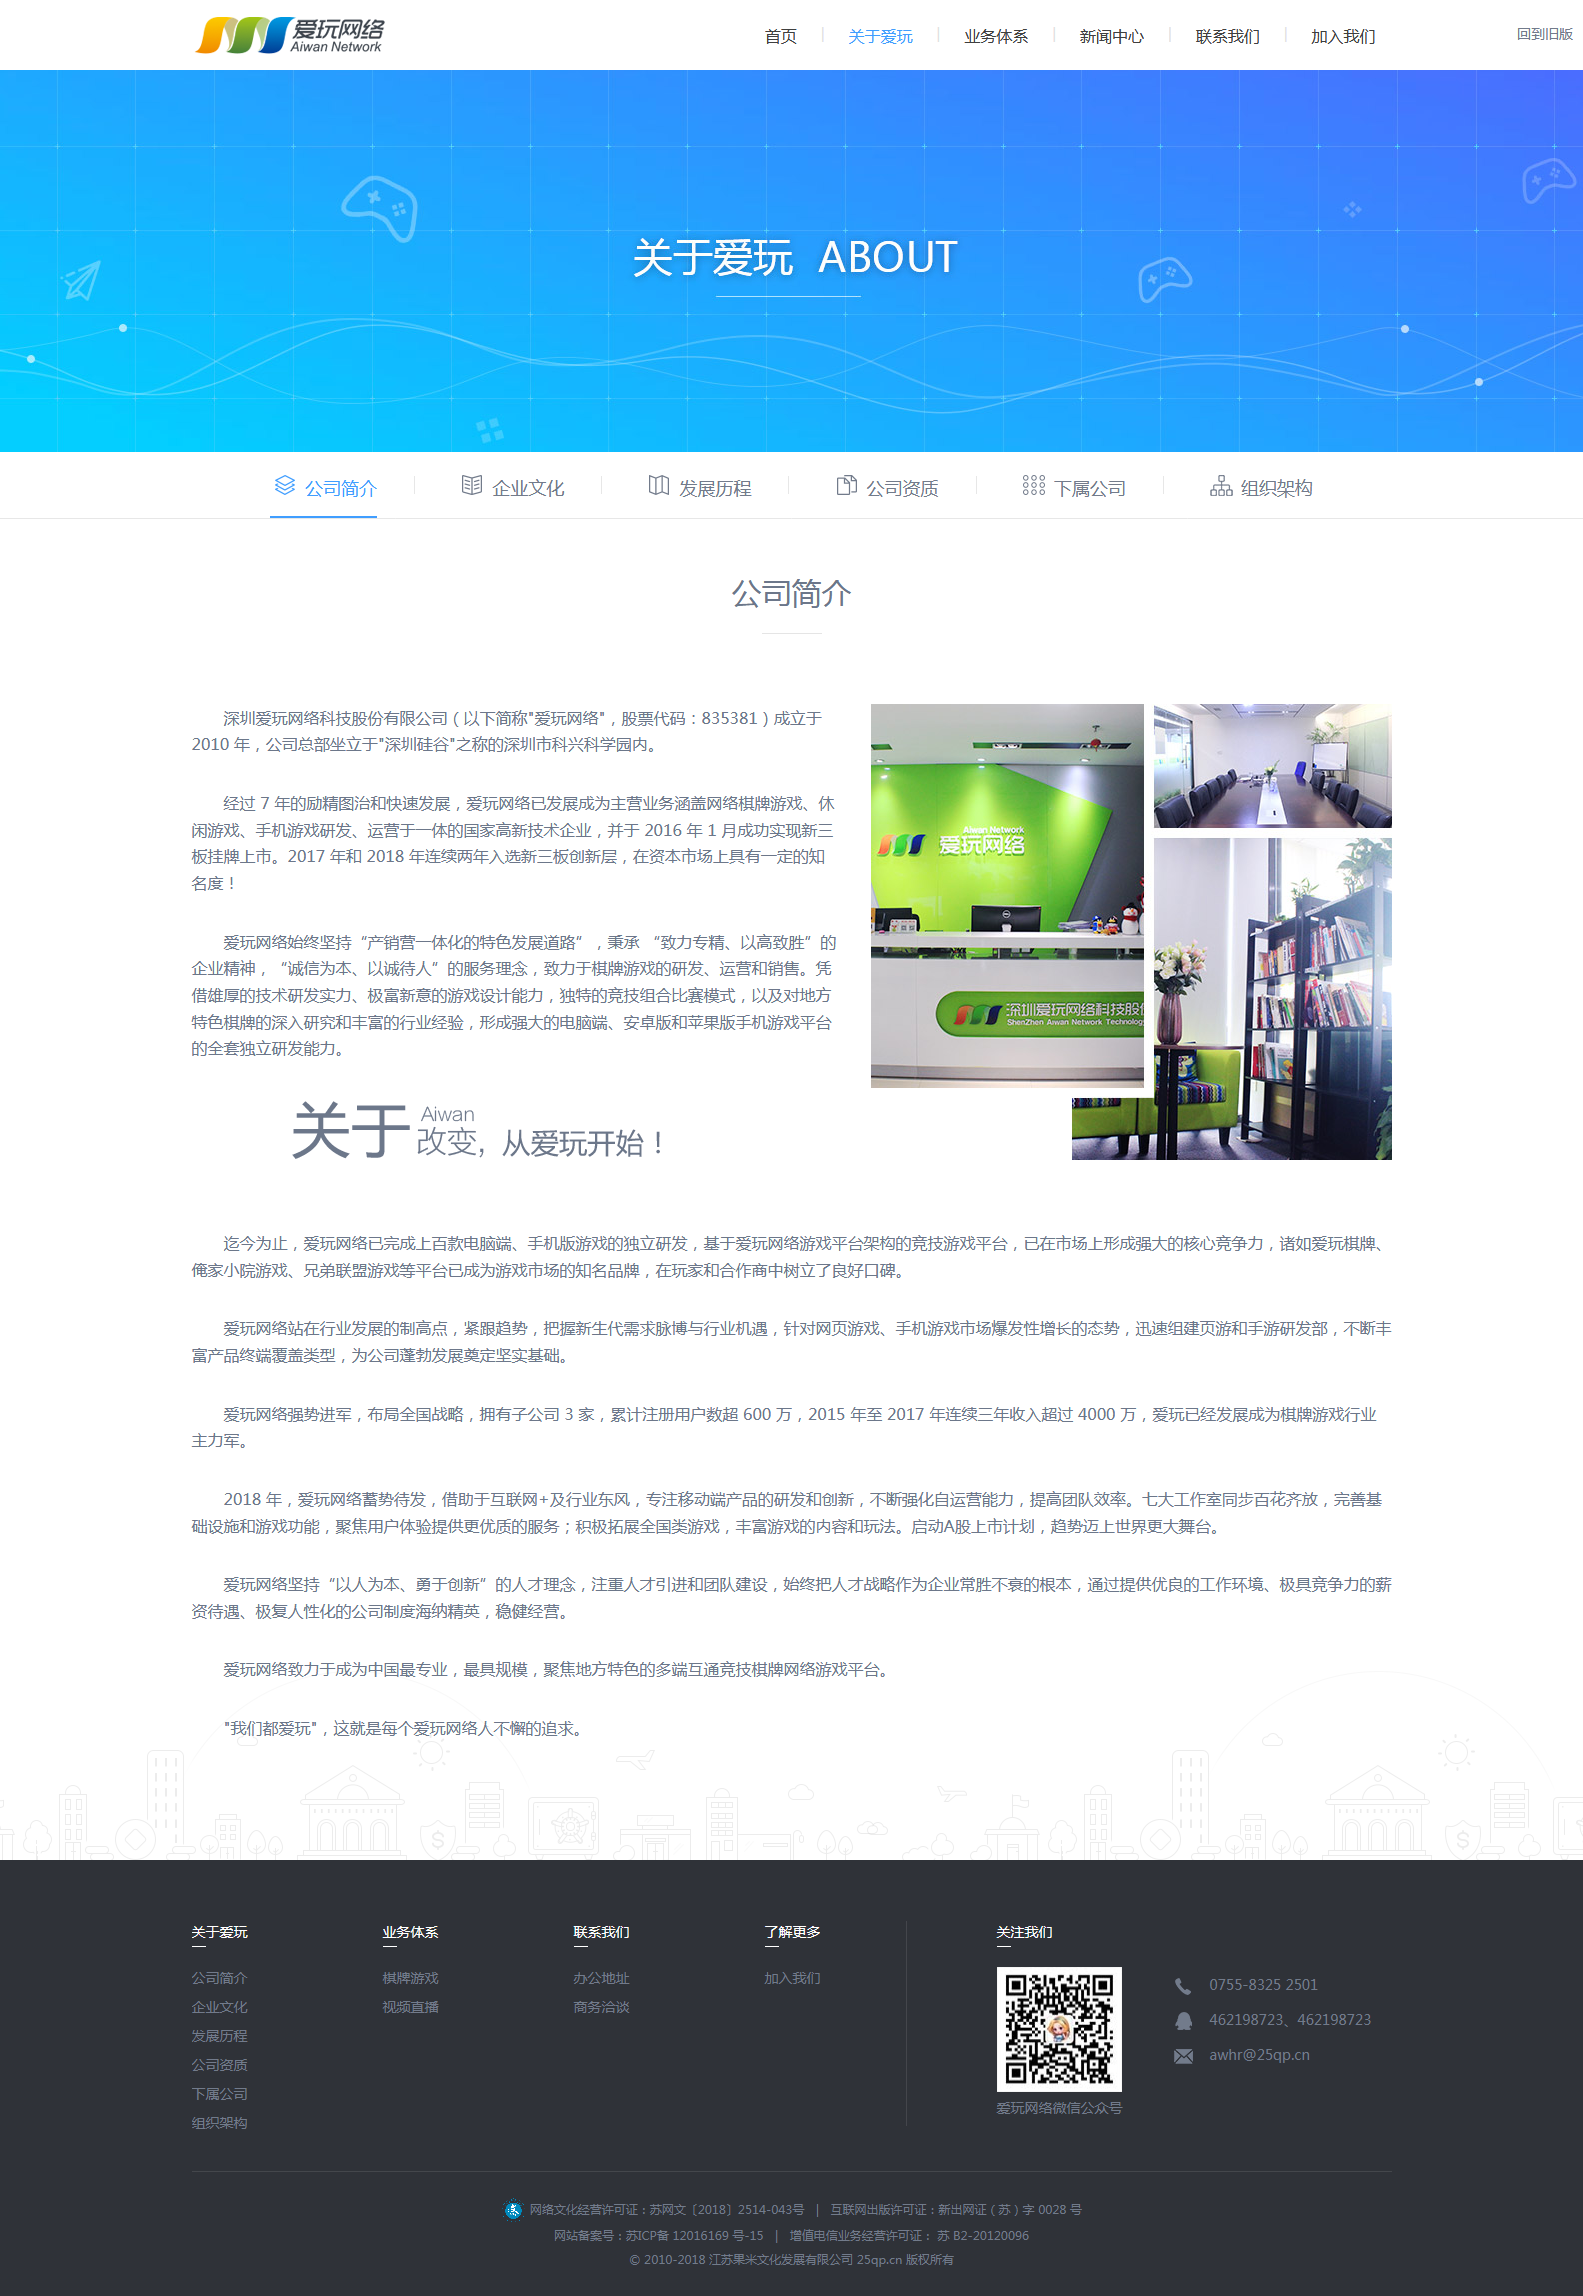 爱玩网络
Aiwan Network
首页
关于爱玩
业务体系
新闻中心
联系我们
加入我们
回到旧版
关于爱玩 ABOUT
公司简介
企业文化
发展历程
公司资质
下属公司
组织架构
公司简介
深圳爱玩网络科技股份有限公司（以下简称"爱玩网络"，股票代码：835381）成立于
2010 年，公司总部坐立于"深圳硅谷"之称的深圳市科兴科学园内。
经过 7 年的励精图治和快速发展，爱玩网络已发展成为主营业务涵盖网络棋牌游戏、休
闲游戏、手机游戏研发、运营于一体的国家高新技术企业，并于 2016 年 1 月成功实现新三
板挂牌上市。2017 年和 2018 年连续两年入选新三板创新层，在资本市场上具有一定的知
名度！
爱玩网络始终坚持“产销营一体化的特色发展道路”，秉承 “致力专精、以高致胜”的
企业精神，“诚信为本、以诚待人”的服务理念，致力于棋牌游戏的研发、运营和销售。凭
借雄厚的技术研发实力、极富新意的游戏设计能力，独特的竞技组合比赛模式，以及对地方
特色棋牌的深入研究和丰富的行业经验，形成强大的电脑端、安卓版和苹果版手机游戏平台
的全套独立研发能力。
Aiwan Network
爱玩网络
深圳爱玩网络科技股份
ShenZhen Aiwan Network Technology
关于 Aiwan
改变，从爱玩开始！
迄今为止，爱玩网络已完成上百款电脑端、手机版游戏的独立研发，基于爱玩网络游戏平台架构的竞技游戏平台，已在市场上形成强大的核心竞争力，诸如爱玩棋牌、
俺家小院游戏、兄弟联盟游戏等平台已成为游戏市场的知名品牌，在玩家和合作商中树立了良好口碑。
爱玩网络站在行业发展的制高点，紧跟趋势，把握新生代需求脉博与行业机遇，针对网页游戏、手机游戏市场爆发性增长的态势，迅速组建页游和手游研发部，不断丰
富产品终端覆盖类型，为公司蓬勃发展奠定坚实基础。
爱玩网络强势进军，布局全国战略，拥有子公司 3 家，累计注册用户数超 600 万，2015 年至 2017 年连续三年收入超过 4000 万，爱玩已经发展成为棋牌游戏行业
主力军。
2018 年，爱玩网络蓄势待发，借助于互联网+及行业东风，专注移动端产品的研发和创新，不断强化自运营能力，提高团队效率。七大工作室同步百花齐放，完善基
础设施和游戏功能，聚焦用户体验提供更优质的服务；积极拓展全国类游戏，丰富游戏的内容和玩法。启动A股上市计划，趋势迈上世界更大舞台。
爱玩网络坚持“以人为本、勇于创新”的人才理念，注重人才引进和团队建设，始终把人才战略作为企业常胜不衰的根本，通过提供优良的工作环境、极具竞争力的薪
资待遇、极复人性化的公司制度海纳精英，稳健经营。
爱玩网络致力于成为中国最专业，最具规模，聚焦地方特色的多端互通竞技棋牌网络游戏平台。
"我们都爱玩"，这就是每个爱玩网络人不懈的追求。
关于爱玩
公司简介
企业文化
发展历程
公司资质
下属公司
组织架构
业务体系
棋牌游戏
视频直播
联系我们
办公地址
商务洽谈
了解更多
加入我们
关注我们
爱玩网络微信公众号
0755-8325 2501
462198723、462198723
awhr@25qp.cn
网络文化经营许可证：苏网文〔2018〕2514-043号 | 互联网出版许可证：新出网证（苏）字 0028 号
网站备案号：苏ICP备 12016169 号-15 | 增值电信业务经营许可证： 苏 B2-20120096
© 2010-2018 江苏果米文化发展有限公司 25qp.cn 版权所有